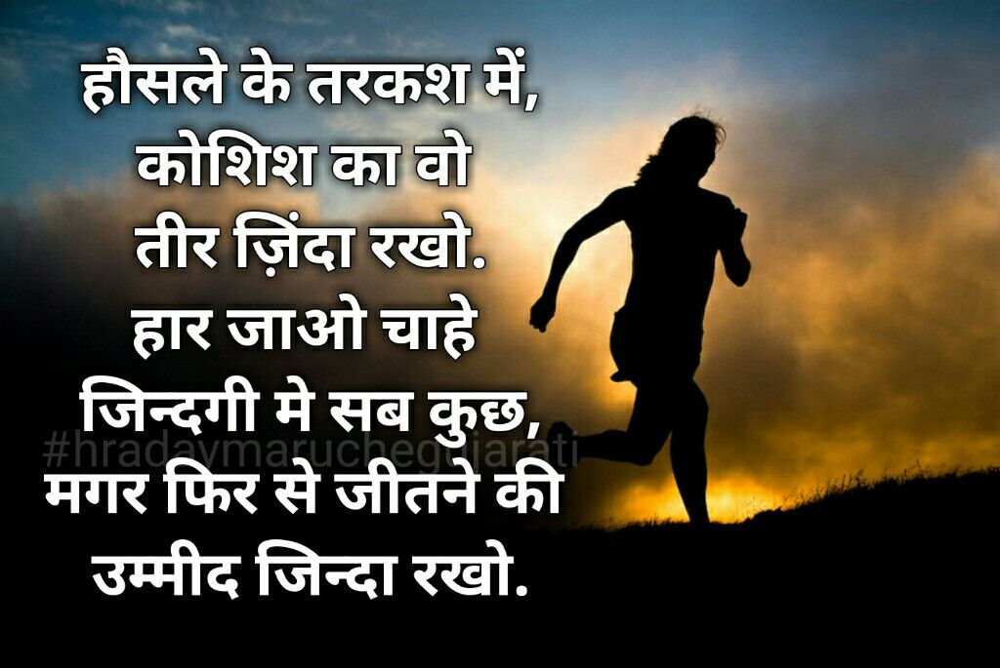 हौसले के तरकश में,
कोशिश का वो
तीर ज़िंदा रखो.
हार जाओ चाहे
जिन्दगी मे सब कुछ,
#hradaymaruchegujarati
मगर फिर से जीतने की
उम्मीद जिन्दा रखो.